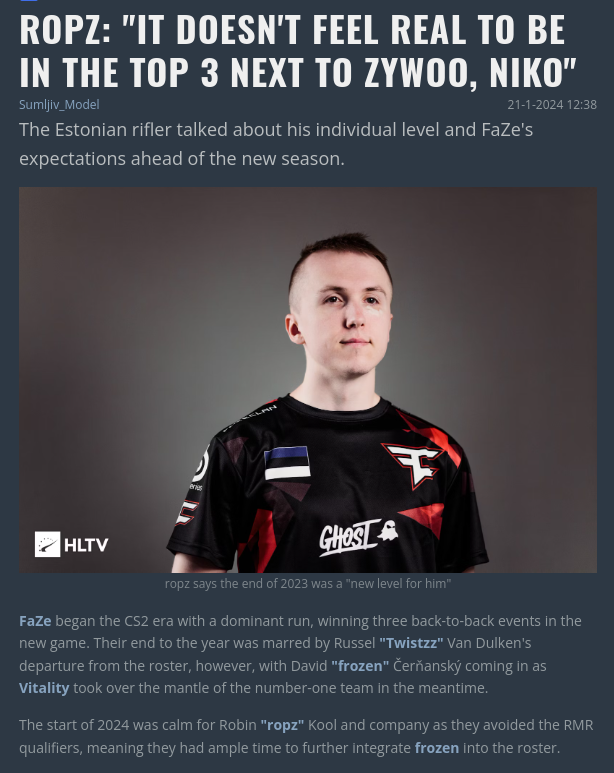 ROPZ: "IT DOESN'T FEEL REAL TO BE
IN THE TOP 3 NEXT TO ZYWOO, NIKO"
Sumljiv_Model 21-1-2024 12:38
The Estonian rifler talked about his individual level and FaZe's
expectations ahead of the new season.
GHOST
HLTV
ropz says the end of 2023 was a "new level for him"
FaZe began the CS2 era with a dominant run, winning three back-to-back events in the
new game. Their end to the year was marred by Russel "Twistzz" Van Dulken's
departure from the roster, however, with David "frozen" Čerňanský coming in as
Vitality took over the mantle of the number-one team in the meantime.
The start of 2024 was calm for Robin "ropz" Kool and company as they avoided the RMR
qualifiers, meaning they had ample time to further integrate frozen into the roster.